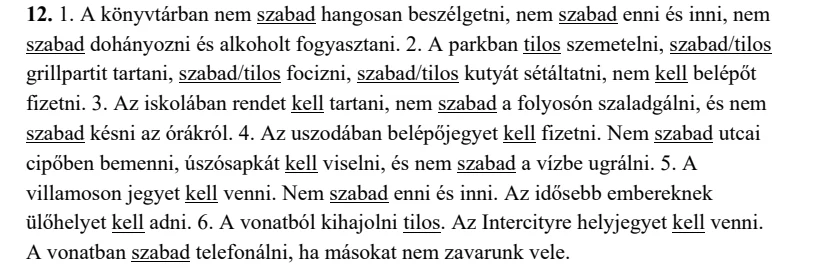 12. 1. A könyvtárban nem szabad hangosan beszélgetni, nem szabad enni és inni, nem
szabad dohányozni és alkoholt fogyasztani. 2. A parkban tilos szemetelni, szabad/tilos
grillpartit tartani, szabad/tilos focizni, szabad/tilos kutyát sétáltatni, nem kell belépőt
fizetni. 3. Az iskolában rendet kell tartani, nem szabad a folyosón szaladgálni, és nem
szabad késni az órákról. 4. Az uszodában belépőjegyet kell fizetni. Nem szabad utcai
cipőben bemenni, úszósapkát kell viselni, és nem szabad a vízbe ugrálni. 5. A
villamoson jegyet kell venni. Nem szabad enni és inni. Az idősebb embereknek
ülőhelyet kell adni. 6. A vonatból kihajolni tilos. Az Intercityre helyjegyet kell venni.
A vonatban szabad telefonálni, ha másokat nem zavarunk vele.